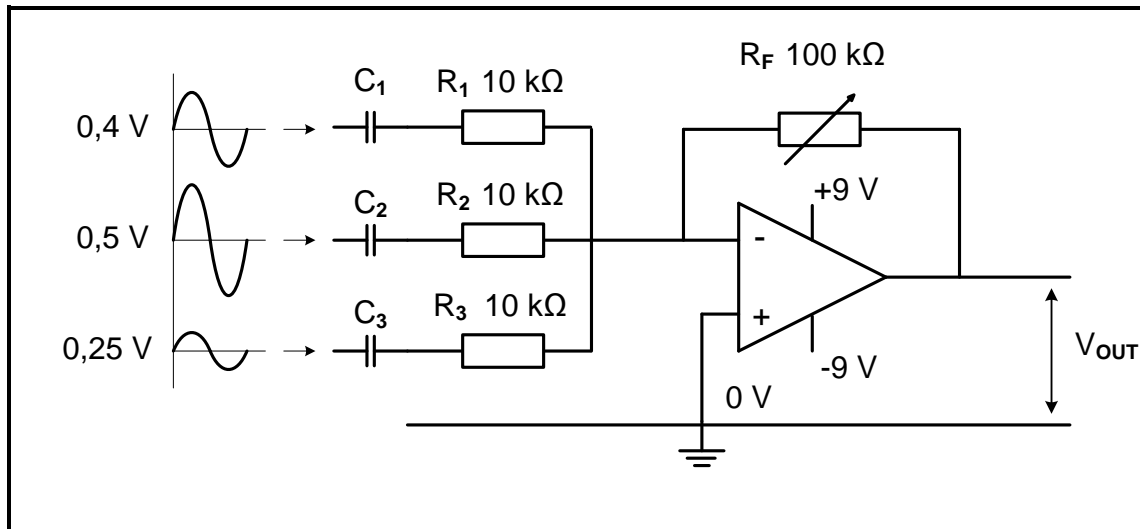 R_F 100 kΩ
C₁ R₁ 10 kΩ
0,4 V
+9 V
C₂ R₂ 10 kΩ
0,5 V
-
C₃ R₃ 10 kΩ
+
0,25 V
-9 V
V_OUT
0 V